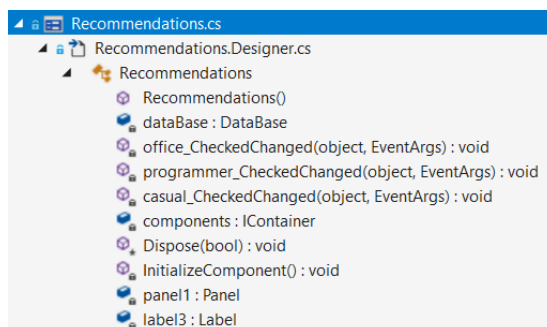 Recommendations.cs
Recommendations.Designer.cs
Recommendations
Recommendations()
dataBase : DataBase
office_CheckedChanged(object, EventArgs) : void
programmer_CheckedChanged(object, EventArgs) : void
casual_CheckedChanged(object, EventArgs) : void
components : IContainer
Dispose(bool) : void
InitializeComponent() : void
panel1 : Panel
label3 : Label